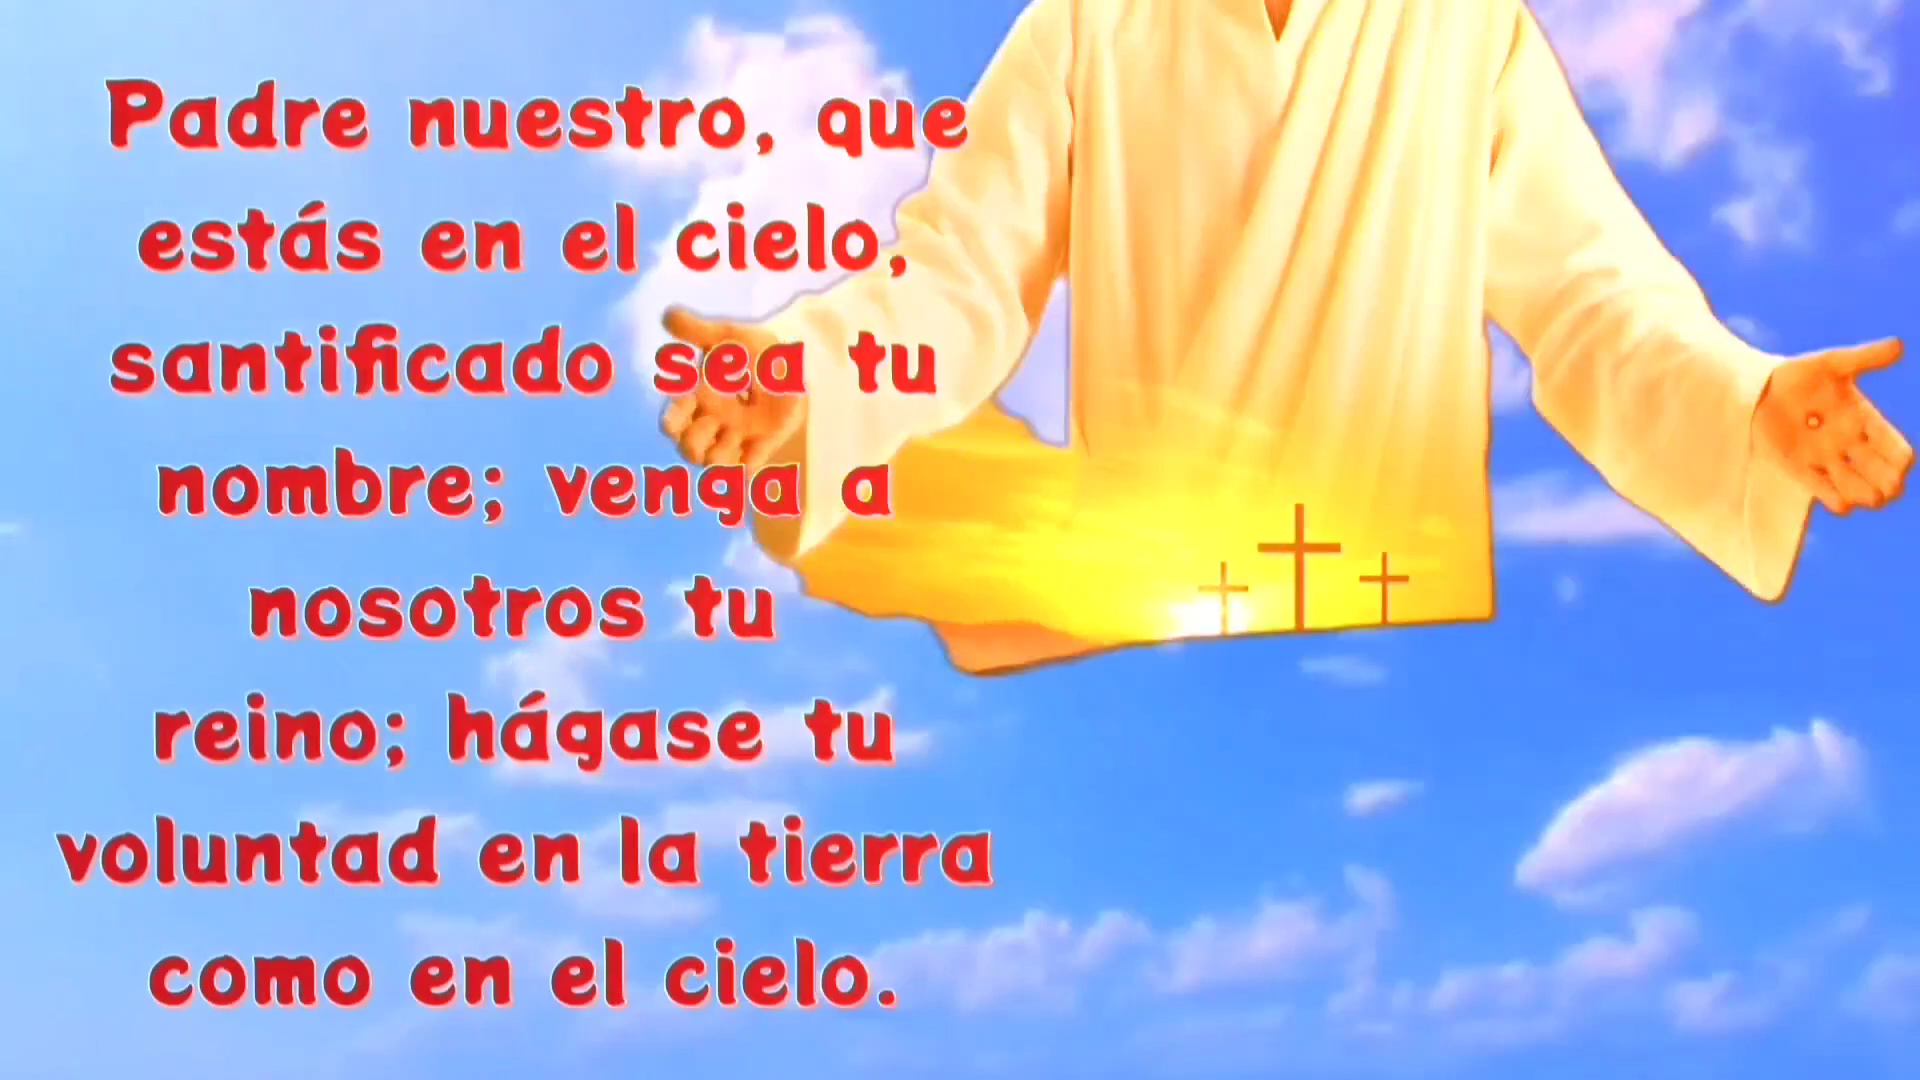 Padre nuestro, que
estás en el cielo,
santificado sea tu
nombre; venga a
nosotros tu
reino; hágase tu
voluntad en la tierra
como en el cielo.